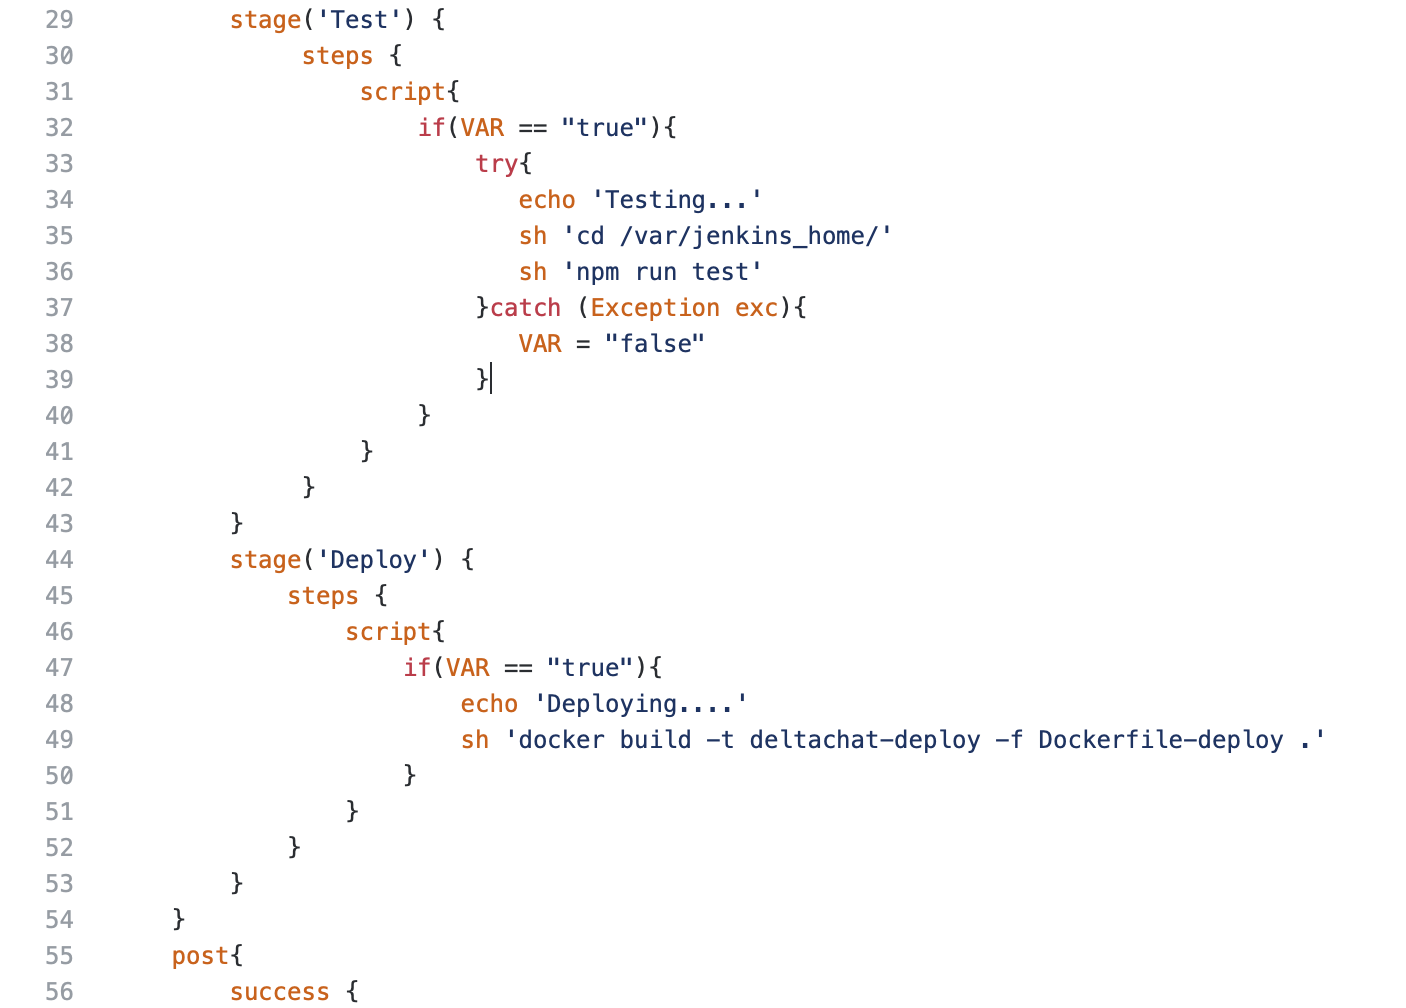 29 stage('Test') {
30 steps {
31 script{
32 if(VAR == "true"){
33 try{
34 echo 'Testing...'
35 sh 'cd /var/jenkins_home/'
36 sh 'npm run test'
37 }catch (Exception exc){
38 VAR = "false"
39 }
40 }
41 }
42 }
43 }
44 stage('Deploy') {
45 steps {
46 script{
47 if(VAR == "true"){
48 echo 'Deploying....'
49 sh 'docker build -t deltachat-deploy -f Dockerfile-deploy .'
50 }
51 }
52 }
53 }
54 }
55 post{
56 success {